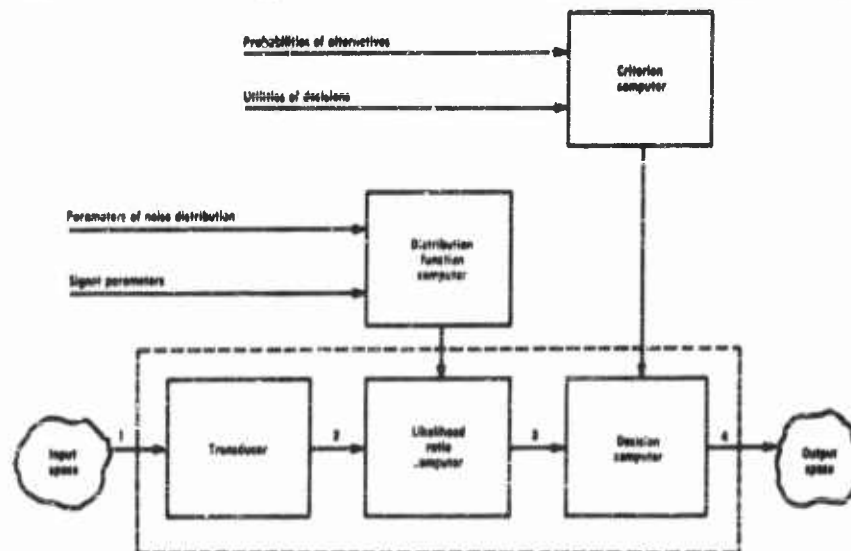 Probabilities of alternatives
Utilities of decisions
Criterion
computer
Parameters of noise distribution
Signal parameters
Distribution
function
computer
1
2
3
4
Input
space
Transducer
Likelihood
ratio
computer
Decision
computer
Output
space